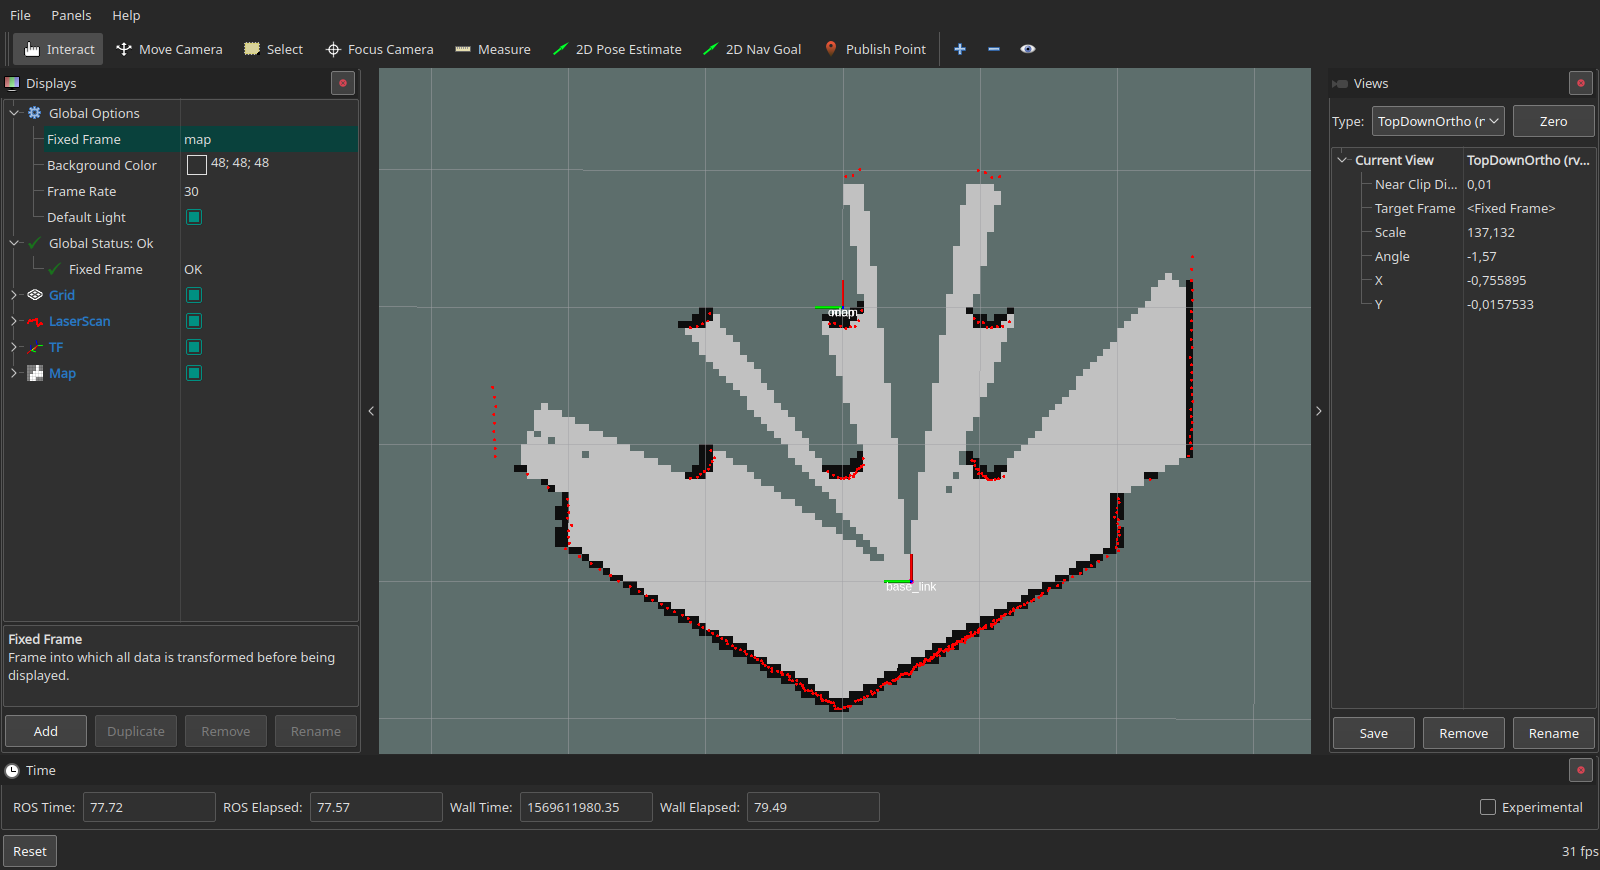 File Panels Help
Interact Move Camera Select Focus Camera Measure 2D Pose Estimate 2D Nav Goal Publish Point
Displays
Global Options
Fixed Frame map
Background Color 48; 48; 48
Frame Rate 30
Default Light
Global Status: Ok
Fixed Frame OK
Grid
LaserScan
TF
Map
Fixed Frame
Frame into which all data is transformed before being
displayed.
Add Duplicate Remove Rename
base_link
Views
Type: TopDownOrtho (r Zero
Current View TopDownOrtho (rv...
Near Clip Di... 0,01
Target Frame <Fixed Frame>
Scale 137,132
Angle -1,57
X -0,755895
Y -0,0157533
Save Remove Rename
Time
ROS Time: 77.72 ROS Elapsed: 77.57 Wall Time: 1569611980.35 Wall Elapsed: 79.49 Experimental
Reset 31 fps